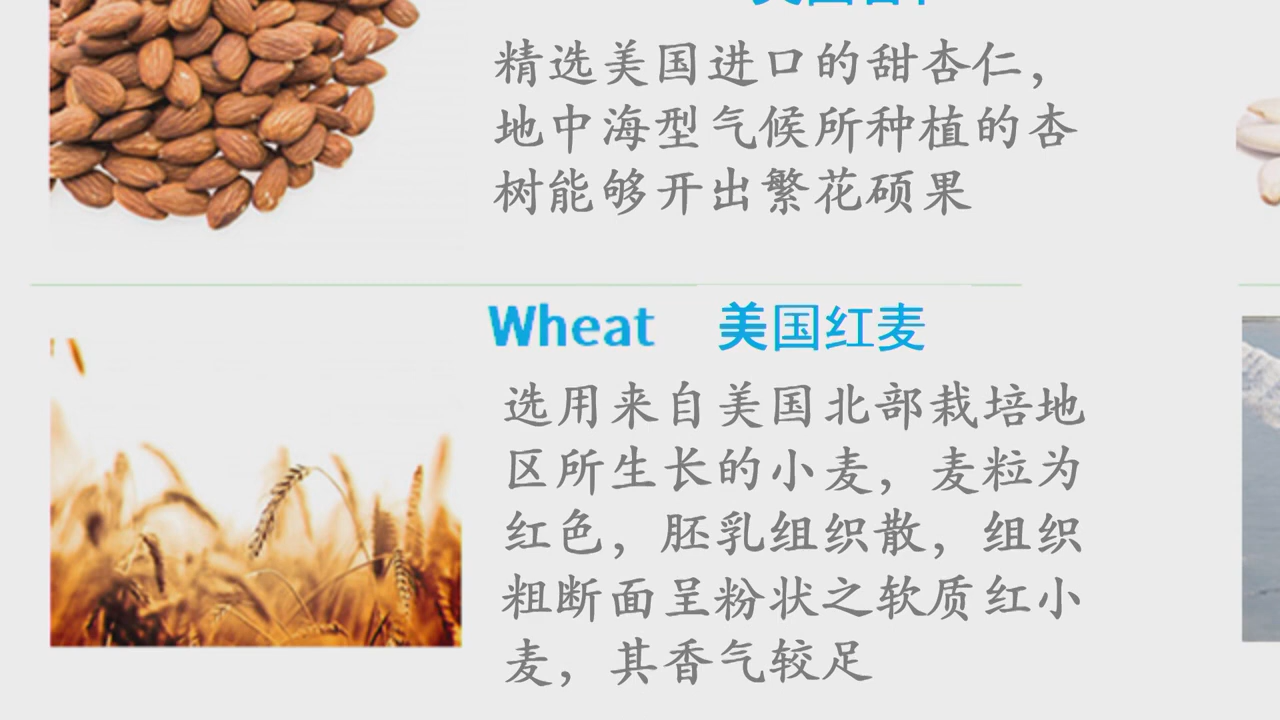 精选美国进口的甜杏仁，
地中海型气候所种植的杏
树能够开出繁花硕果
Wheat 美国红麦
选用来自美国北部栽培地
区所生长的小麦，麦粒为
红色，胚乳组织散，组织
粗断面呈粉状之软质红小
麦，其香气较足